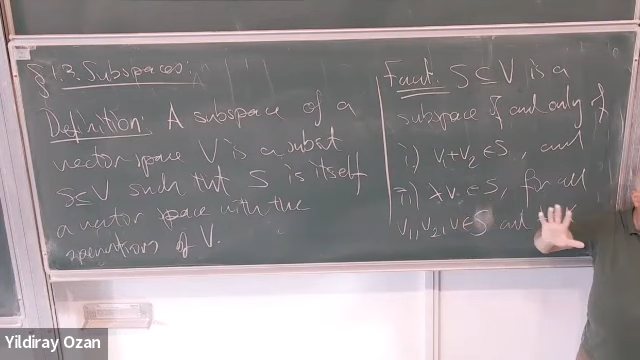 § 1.3. Subspaces:
Definition: A subspace of a
vector space V is a subset
S⊆V such that S is itself
a vector space with the
operations of V.
Fact: S⊆V is a
subspace if and only if
i) v₁+v₂∈S, and
ii) λv∈S, for all
v₁,v₂,v∈S and
Yildiray Ozan